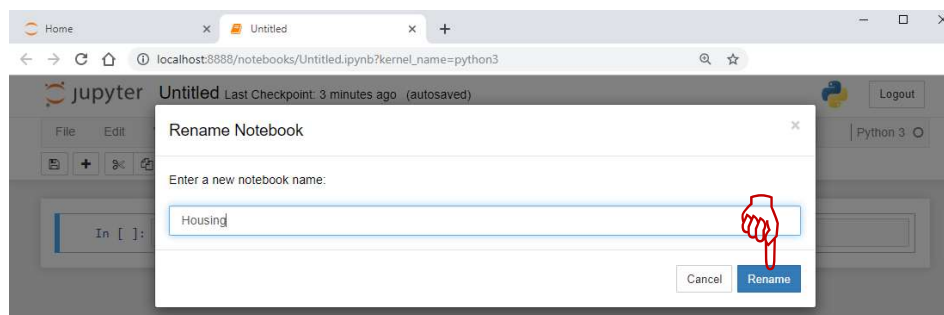 Home
Untitled
localhost:8888/notebooks/Untitled.ipynb?kernel_name=python3
jupyter Untitled Last Checkpoint: 3 minutes ago (autosaved)
Logout
File Edit
Python 3
Rename Notebook
Enter a new notebook name:
In [ ]:
Housing
Cancel Rename